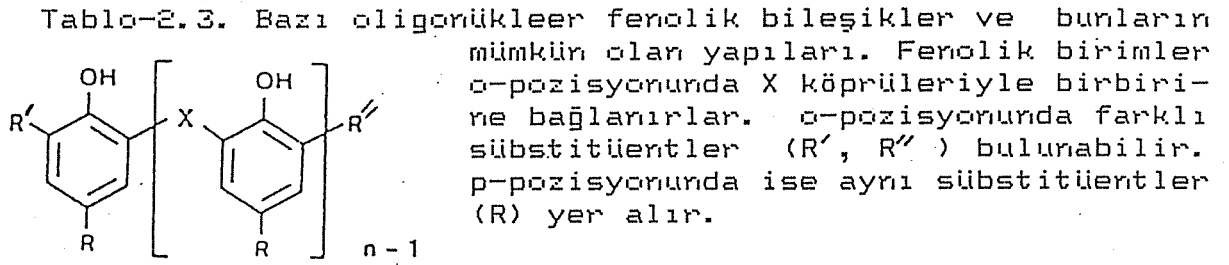 Tablo-2.3. Bazı oligonükleer fenolik bileşikler ve bunların
mümkün olan yapıları. Fenolik birimler
o-pozisyonunda X köprüleriyle birbiri-
ne bağlanırlar. o-pozisyonunda farklı
sübstitüentler (R′, R″ ) bulunabilir.
p-pozisyonunda ise aynı sübstitüentler
(R) yer alır.
OH OH
R′ X R″
R R n - 1